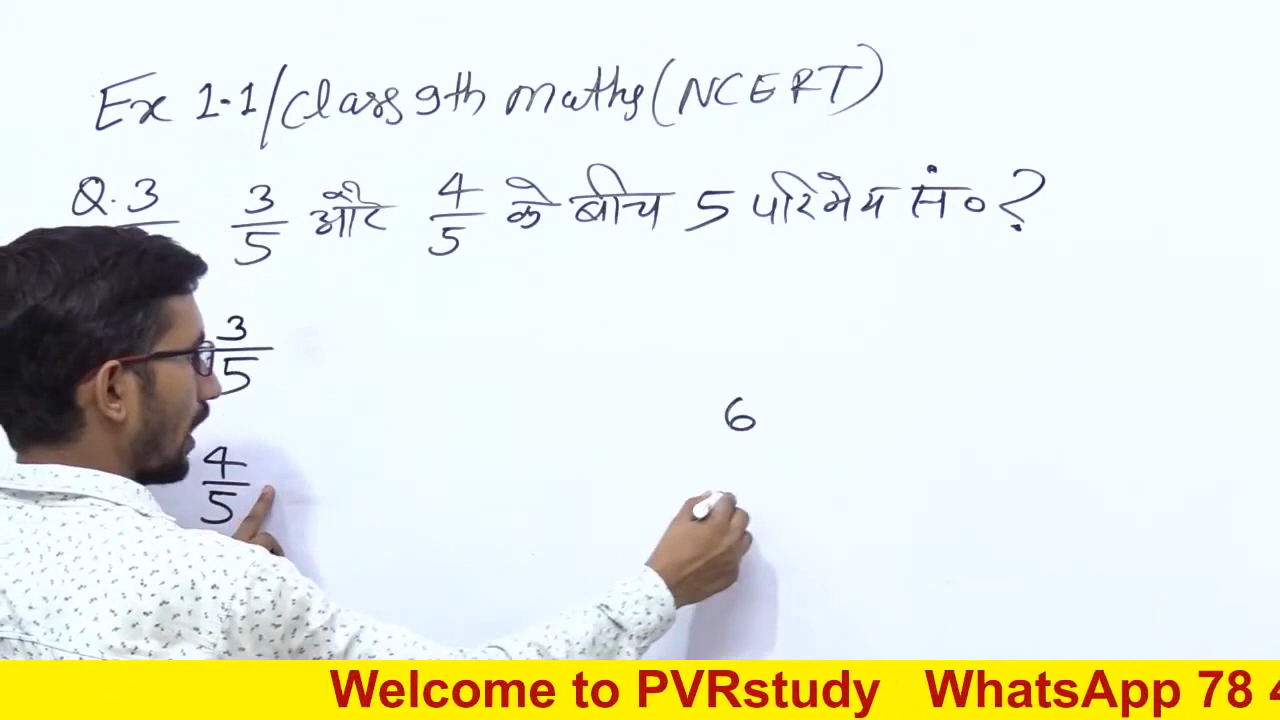 Ex 1.1/Class 9th maths (NCERT)
Q.3 3/5 और 4/5 के बीच 5 परिमेय सं० ?
3/5
6
4/5
Welcome to PVRstudy WhatsApp 78 4